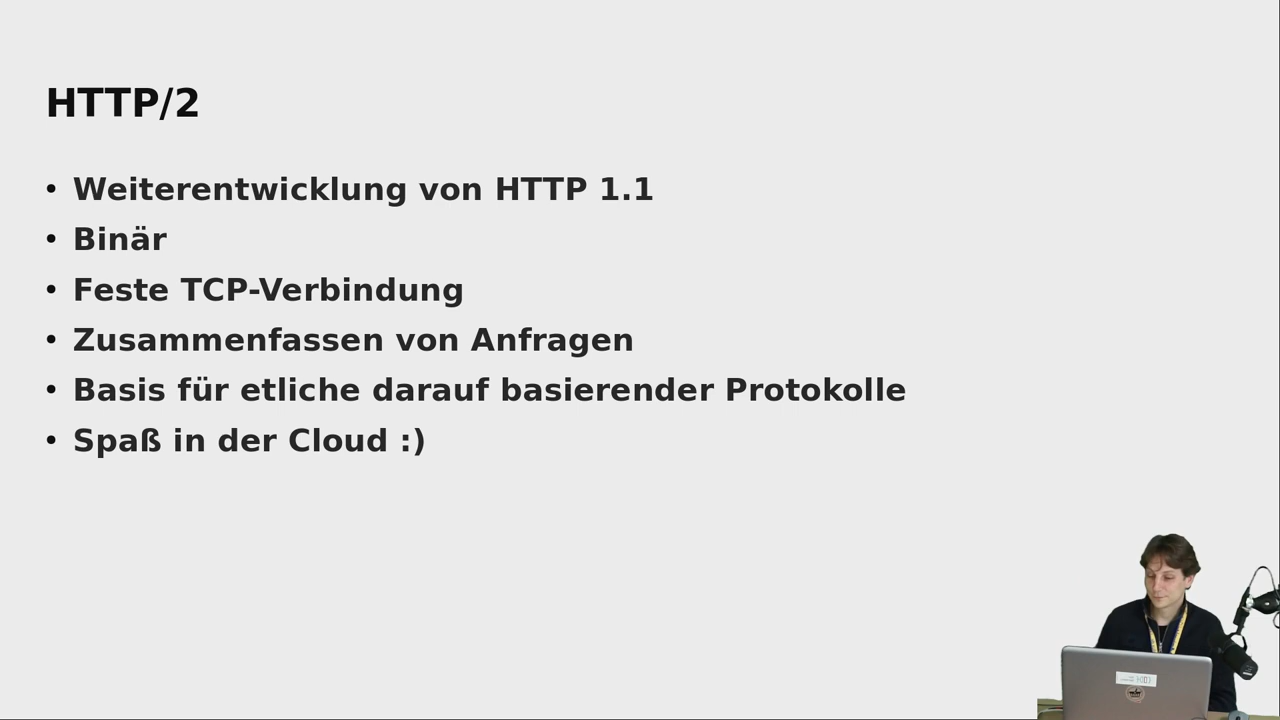 HTTP/2
• Weiterentwicklung von HTTP 1.1
• Binär
• Feste TCP-Verbindung
• Zusammenfassen von Anfragen
• Basis für etliche darauf basierender Protokolle
• Spaß in der Cloud :)